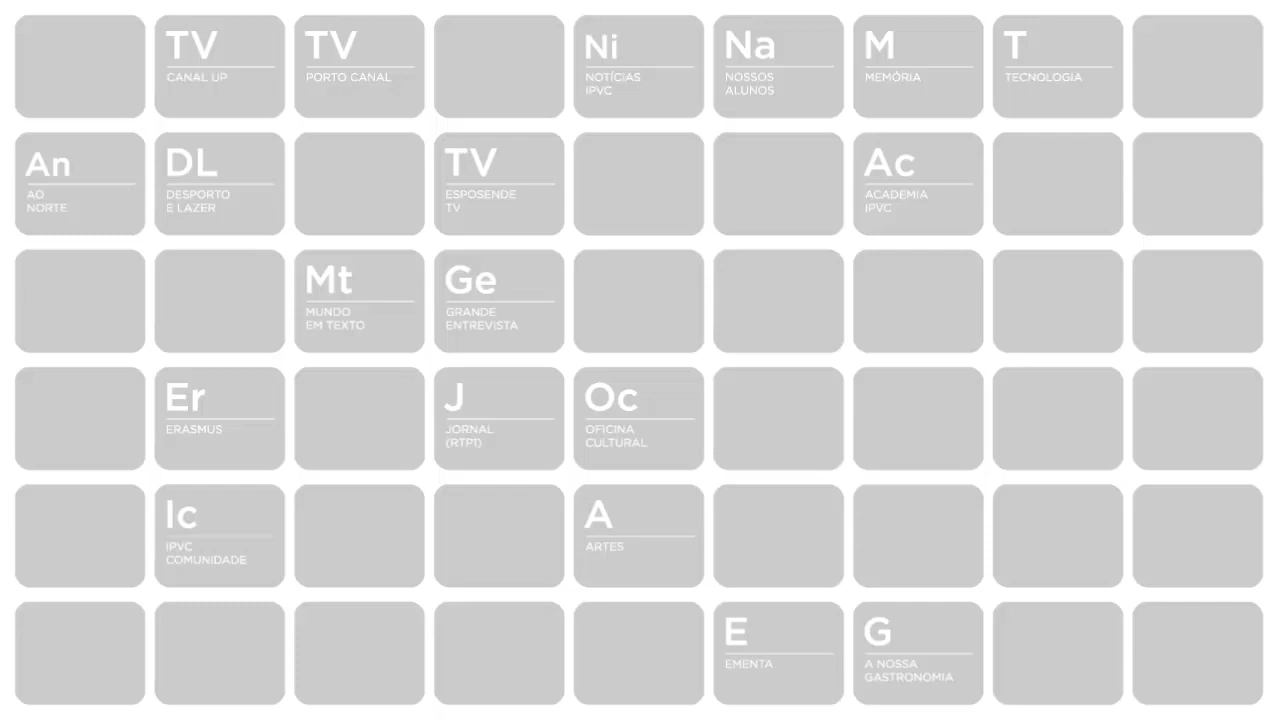 TV
CANAL UP
TV
PORTO CANAL
Ni
NOTÍCIAS
IPVC
Na
NOSSOS
ALUNOS
M
MEMÓRIA
T
TECNOLOGIA
An
AO
NORTE
DL
DESPORTO
E LAZER
TV
ESPOSENDE
TV
Ac
ACADEMIA
IPVC
Mt
MUNDO
EM TEXTO
Ge
GRANDE
ENTREVISTA
Er
ERASMUS
J
JORNAL
(RTP1)
Oc
OFICINA
CULTURAL
Ic
IPVC
COMUNIDADE
A
ARTES
E
EMENTA
G
A NOSSA
GASTRONOMIA